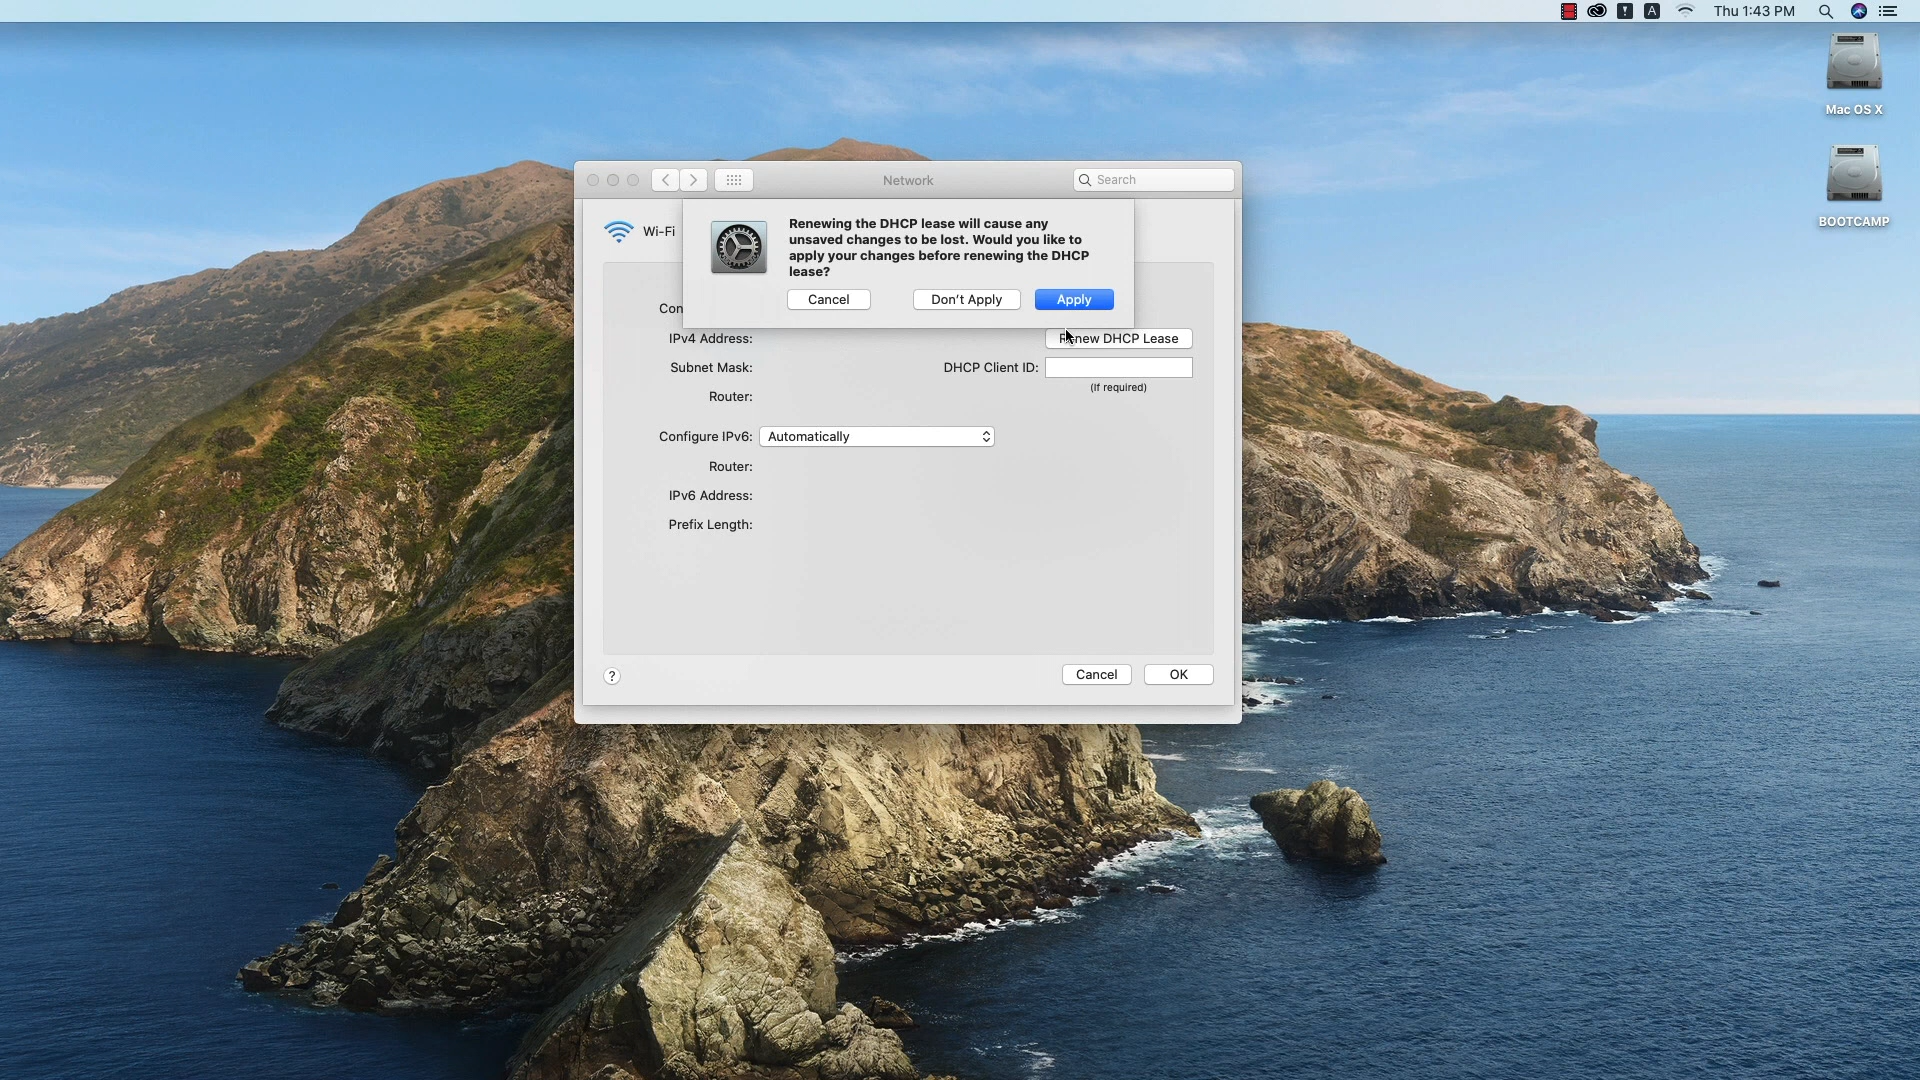 A
Thu 1:43 PM
Mac OS X
BOOTCAMP
Network
Search
Wi-Fi
Renewing the DHCP lease will cause any
unsaved changes to be lost. Would you like to
apply your changes before renewing the DHCP
lease?
Cancel
Don't Apply
Apply
Con
IPv4 Address:
Renew DHCP Lease
Subnet Mask:
DHCP Client ID:
(If required)
Router:
Configure IPv6:
Automatically
Router:
IPv6 Address:
Prefix Length:
?
Cancel
OK